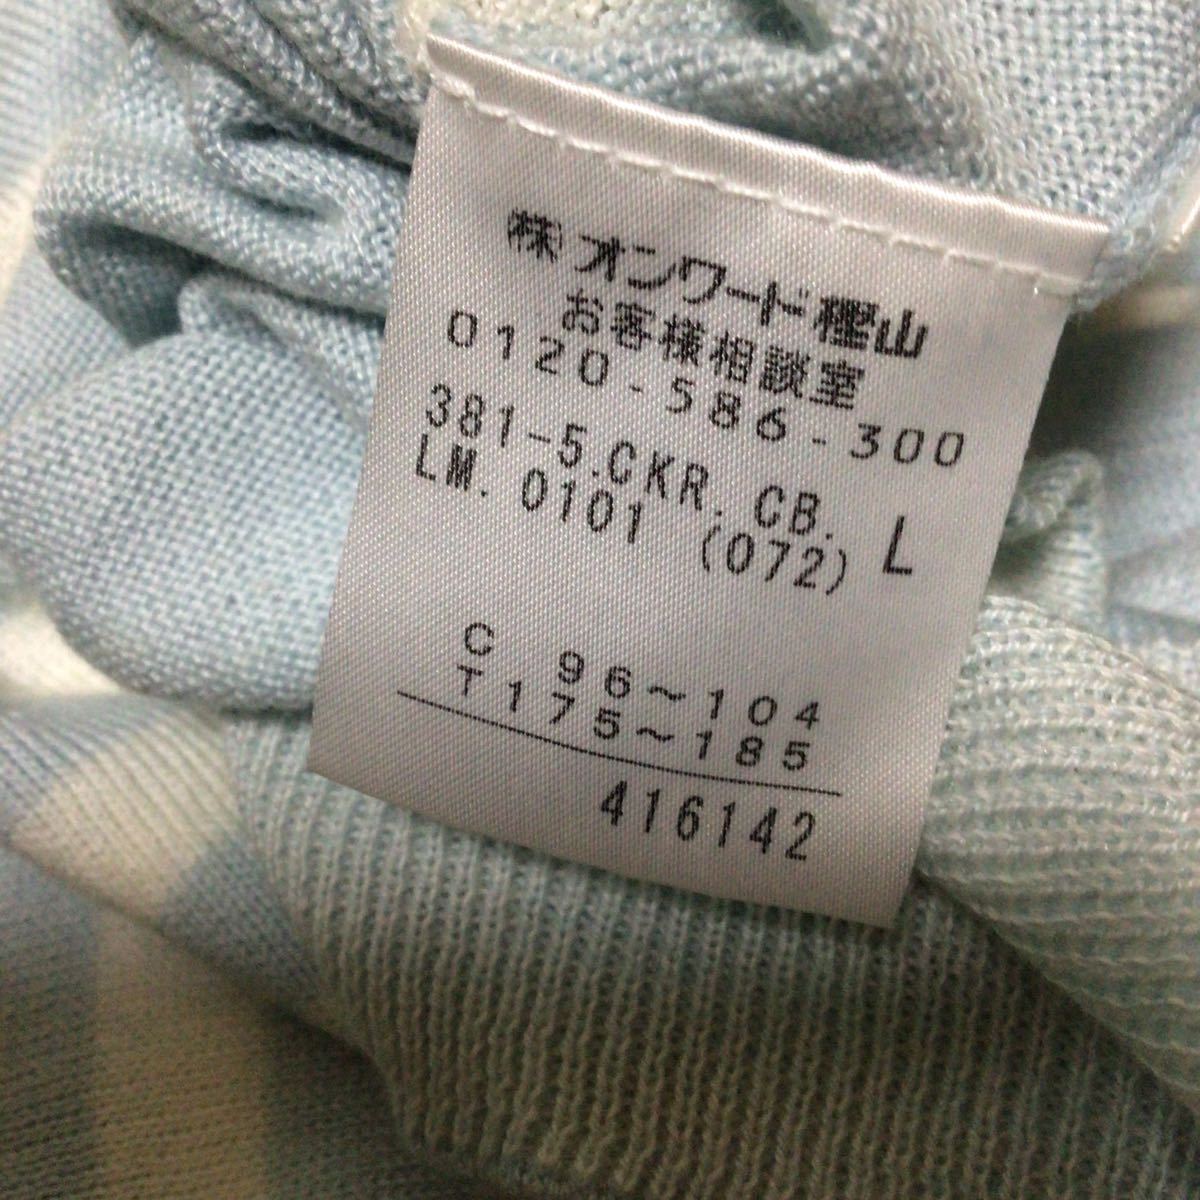 ㈱オンワード樫山
お客様相談室
0120-586-300
381-5.CKR.CB. L
LM.0101 (072)
C 96～104
T175～185
416142